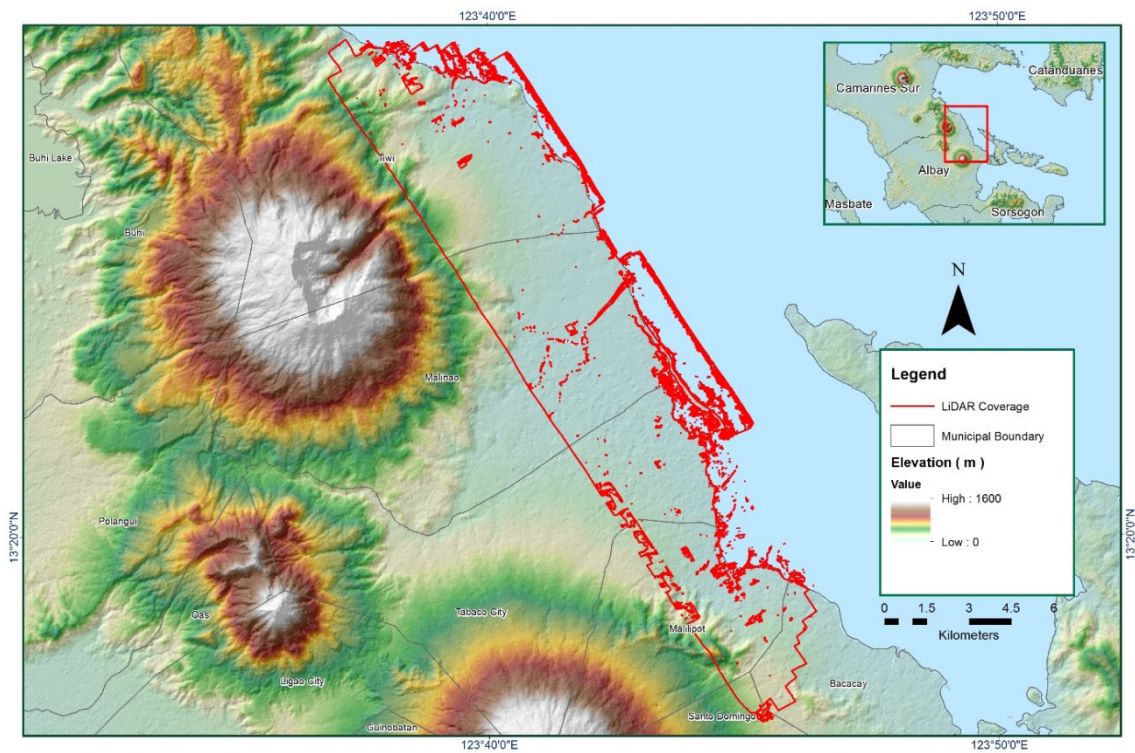 123°40'0"E
123°50'0"E
Catanduanes
Camarines Sur
Albay
Masbate
Sorsogon
Buhi Lake
Tiwi
Buhi
N
Malinao
Legend
LiDAR Coverage
Municipal Boundary
Elevation ( m )
Value
High : 1600
Low : 0
Polangui
13°20'0"N
13°20'0"N
0 1.5 3 4.5 6
Kilometers
Oas
Tabaco City
Malilipot
Ligao City
Bacacay
Santo Domingo
Guinobatan
123°40'0"E
123°50'0"E